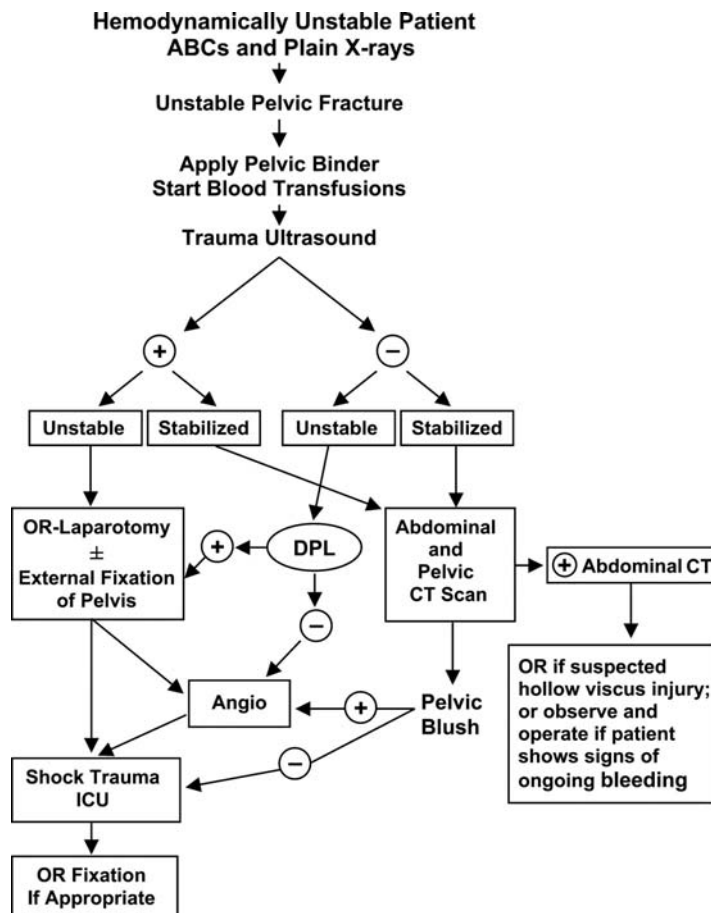 Hemodynamically Unstable Patient
ABCs and Plain X-rays
Unstable Pelvic Fracture
Apply Pelvic Binder
Start Blood Transfusions
Trauma Ultrasound
+
−
Unstable
Stabilized
Unstable
Stabilized
OR-Laparotomy
±
External Fixation
of Pelvis
+
DPL
Abdominal
and
Pelvic
CT Scan
+ Abdominal CT
−
OR if suspected
hollow viscus injury;
or observe and
operate if patient
shows signs of
ongoing bleeding
Angio
+
Pelvic
Blush
−
Shock Trauma
ICU
OR Fixation
If Appropriate